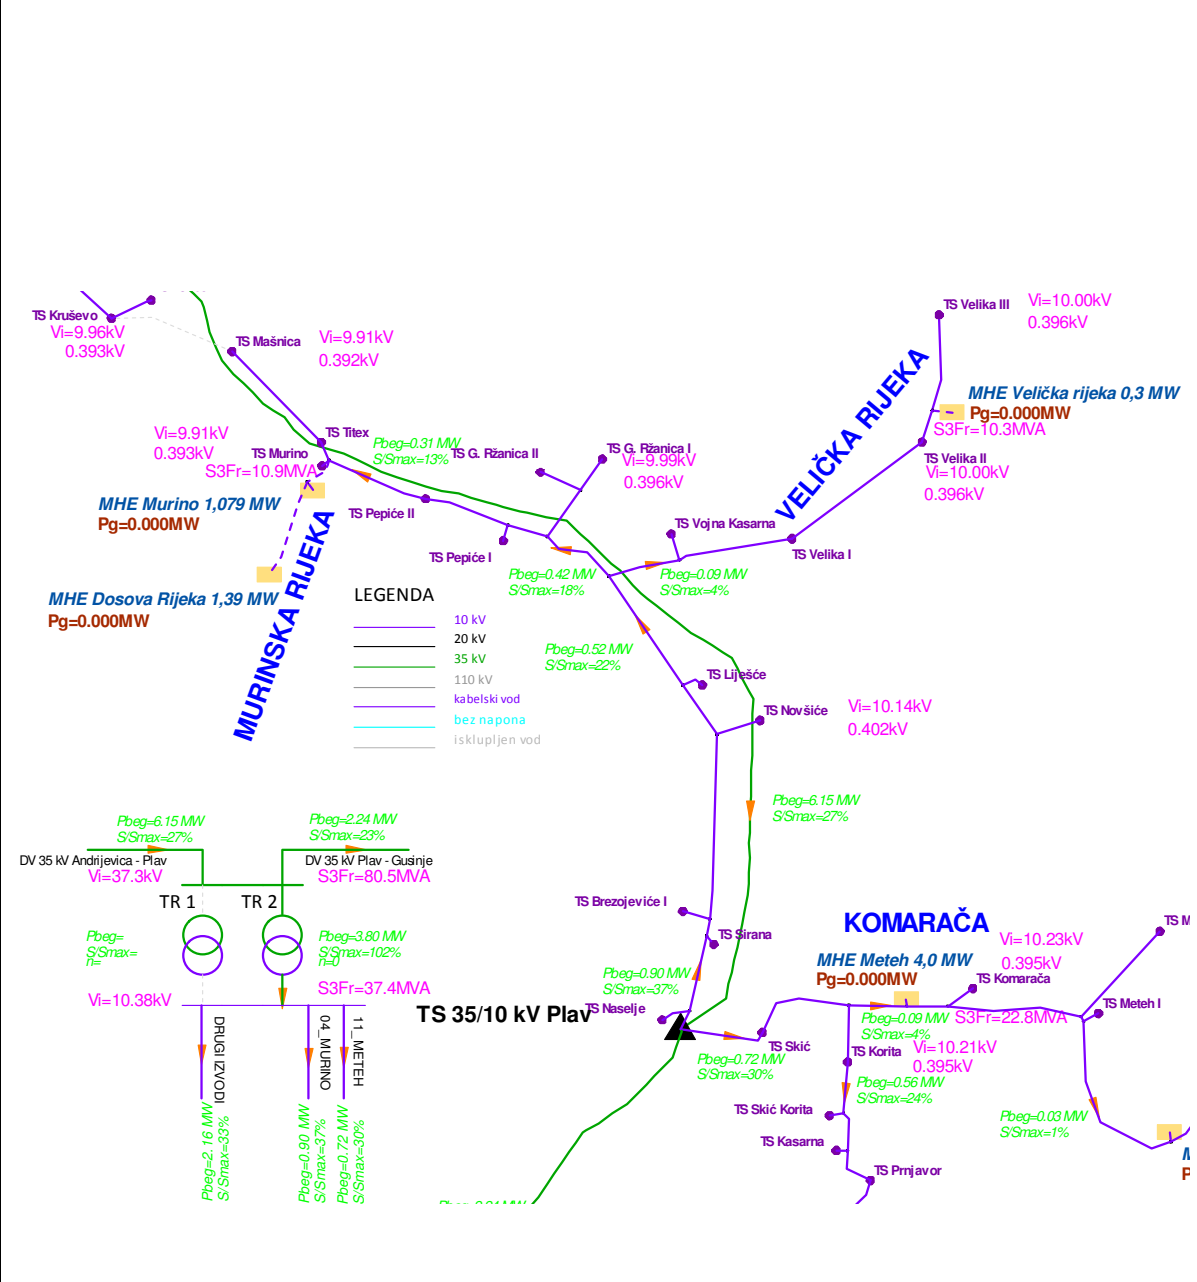 TS Kruševo
Vi=9.96kV
0.393kV
TS Mašnica
Vi=9.91kV
0.392kV
TS Velika III
Vi=10.00kV
0.396kV
MHE Velička rijeka 0,3 MW
Pg=0.000MW
S3Fr=10.3MVA
TS Velika II
Vi=10.00kV
0.396kV
VELIČKA RIJEKA
Vi=9.91kV
0.393kV
TS Titex
TS Murino
S3Fr=10.9MVA
Pbeg=0.31 MW
S/Smax=13%
TS G. Ržanica II
TS G. Ržanica I
Vi=9.99kV
0.396kV
MHE Murino 1,079 MW
Pg=0.000MW
TS Pepiće II
TS Pepiće I
TS Vojna Kasarna
TS Velika I
MURINSKA RIJEKA
MHE Dosova Rijeka 1,39 MW
Pg=0.000MW
Pbeg=0.42 MW
S/Smax=18%
Pbeg=0.09 MW
S/Smax=4%
Pbeg=0.52 MW
S/Smax=22%
LEGENDA
10 kV
20 kV
35 kV
110 kV
kabelski vod
bez napona
isklupljen vod
TS Liješće
TS Novšiće
Vi=10.14kV
0.402kV
Pbeg=6.15 MW
S/Smax=27%
Pbeg=6.15 MW
S/Smax=27%
DV 35 kV Andrijevica - Plav
Vi=37.3kV
Pbeg=2.24 MW
S/Smax=23%
DV 35 kV Plav - Gusinje
S3Fr=80.5MVA
TR 1
TR 2
Pbeg=
S/Smax=
n=
Pbeg=3.80 MW
S/Smax=102%
n=0
S3Fr=37.4MVA
Vi=10.38kV
DRUGI IZVODI
04_MURINO
11_METEH
Pbeg=2.16 MW
S/Smax=33%
Pbeg=0.90 MW
S/Smax=37%
Pbeg=0.72 MW
S/Smax=30%
TS Brezojeviće I
TS Sirana
Pbeg=0.90 MW
S/Smax=37%
TS Naselje
TS 35/10 kV Plav
TS Skić
Pbeg=0.72 MW
S/Smax=30%
KOMARAČA
MHE Meteh 4,0 MW
Pg=0.000MW
Vi=10.23kV
0.395kV
TS Komarača
TS M
TS Meteh I
Pbeg=0.09 MW
S/Smax=4%
S3Fr=22.8MVA
TS Korita
Vi=10.21kV
0.395kV
Pbeg=0.56 MW
S/Smax=24%
TS Skić Korita
TS Kasarna
TS Prnjavor
Pbeg=0.03 MW
S/Smax=1%
M
P